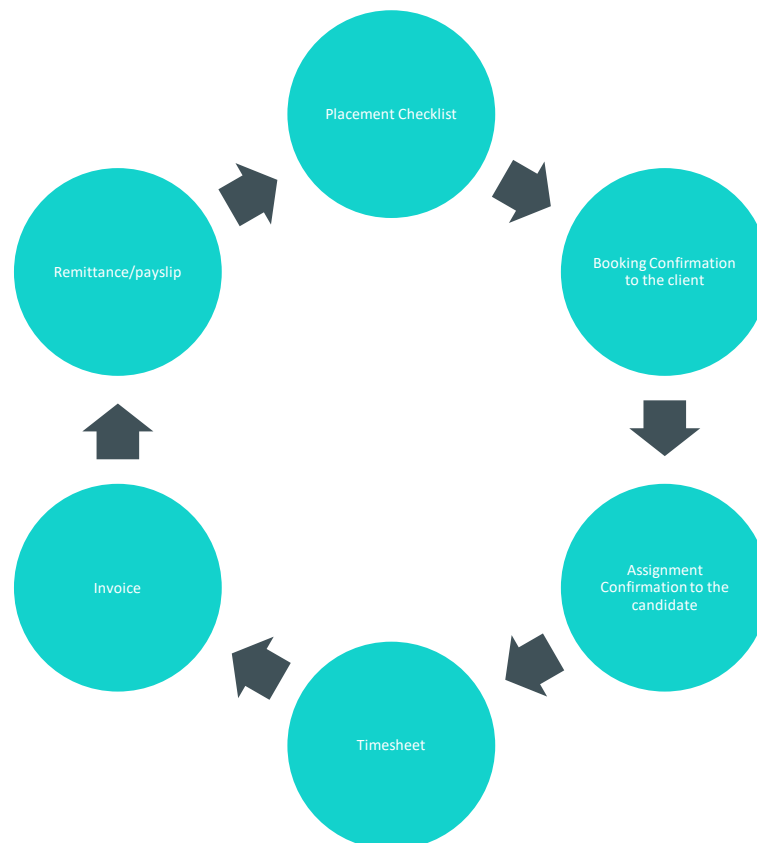 Placement Checklist
Booking Confirmation
to the client
Assignment
Confirmation to the
candidate
Timesheet
Invoice
Remittance/payslip